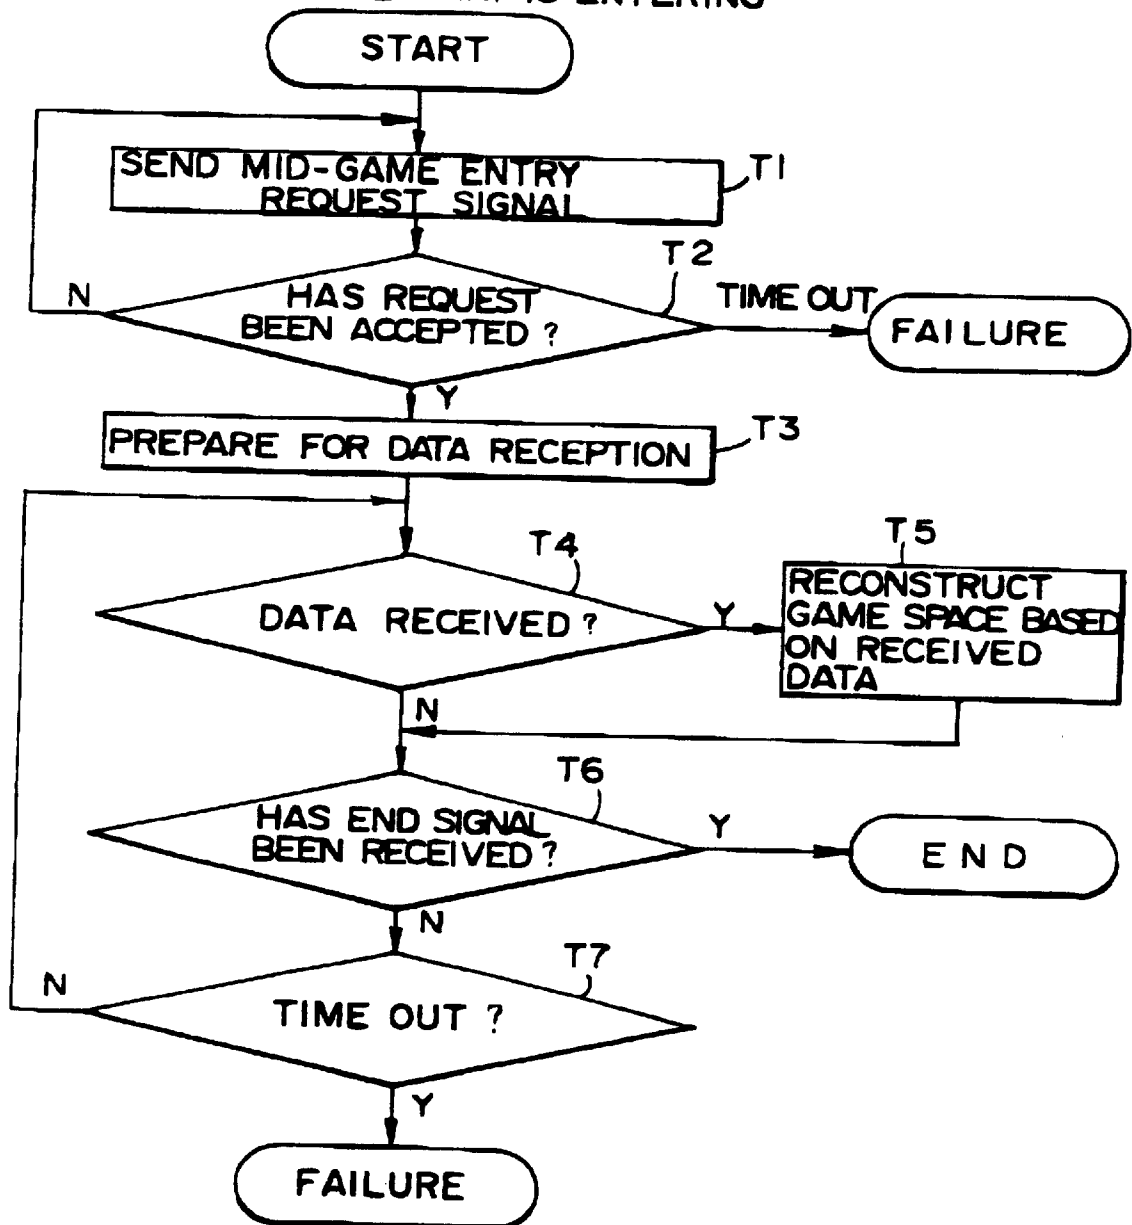 ENTERING
START
SEND MID-GAME ENTRY
REQUEST SIGNAL
T1
T2
N
HAS REQUEST
BEEN ACCEPTED ?
TIME OUT
FAILURE
Y
PREPARE FOR DATA RECEPTION
T3
T4
T5
DATA RECEIVED ?
Y
RECONSTRUCT
GAME SPACE BASED
ON RECEIVED
DATA
N
T6
HAS END SIGNAL
BEEN RECEIVED ?
Y
END
N
T7
N
TIME OUT ?
Y
FAILURE